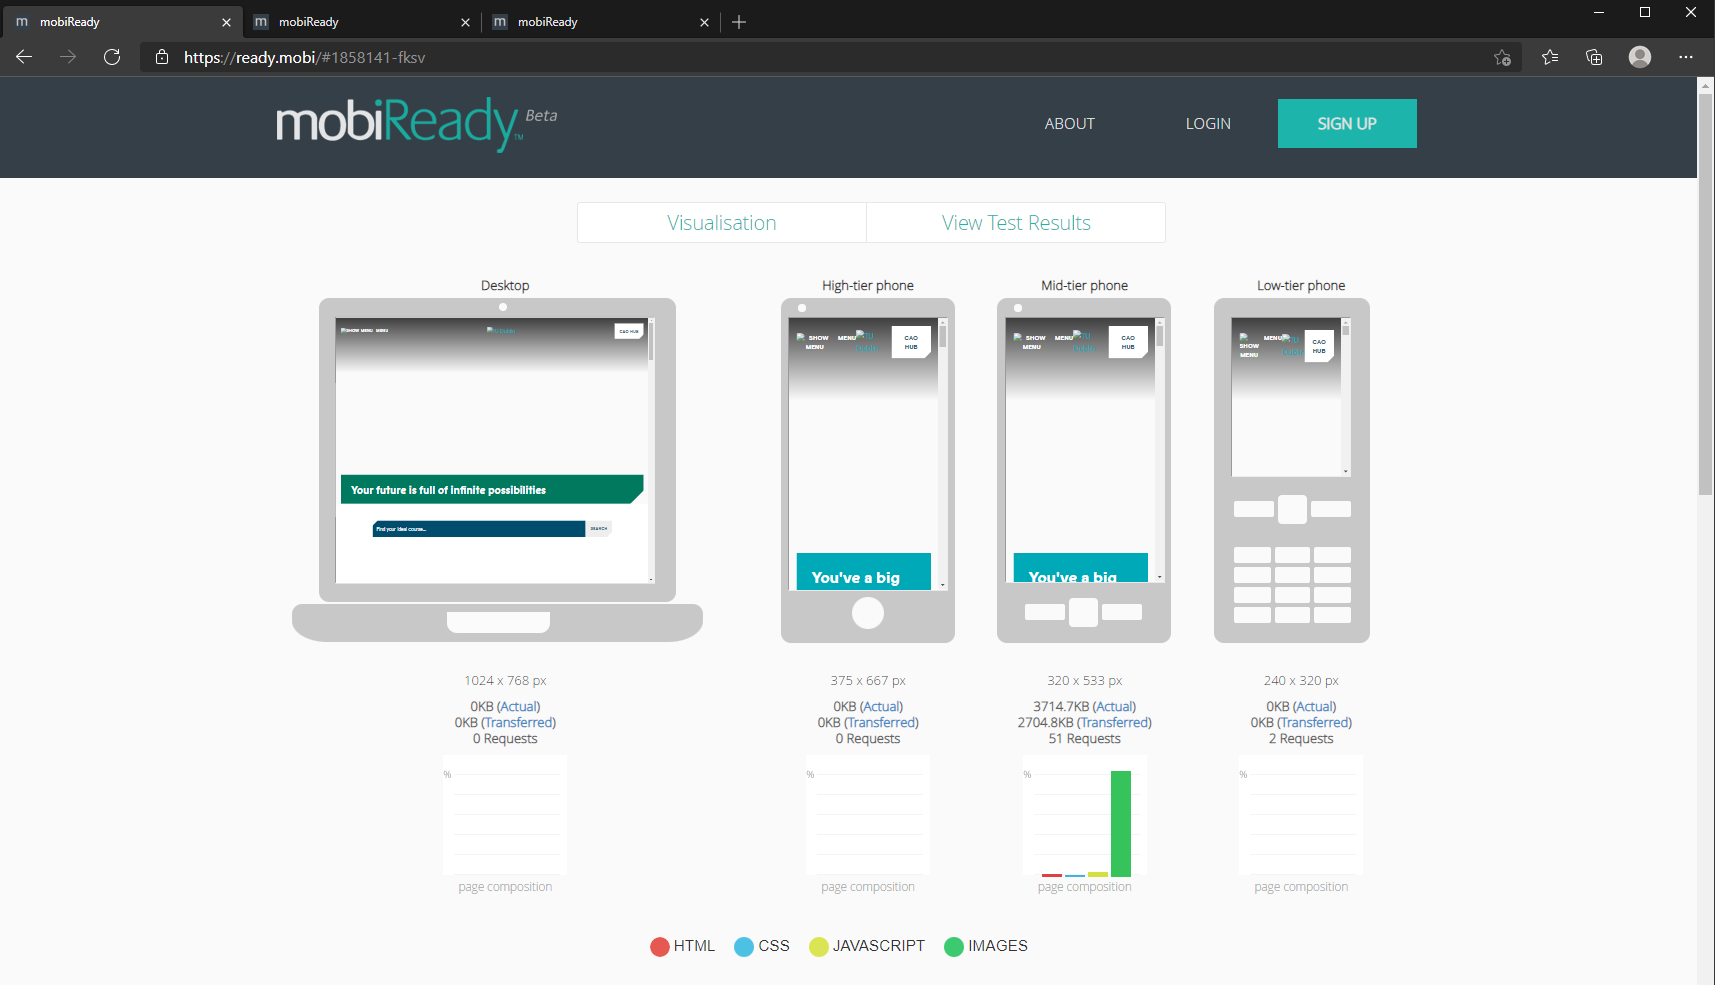 mobiReady
mobiReady
mobiReady
https://ready.mobi/#1858141-fksv
mobiReady™ Beta
ABOUT
LOGIN
SIGN UP
Visualisation
View Test Results
Desktop
High-tier phone
Mid-tier phone
Low-tier phone
SHOW MENU MENU
CAO HUB
Your future is full of infinite possibilities
Find your ideal course...
SEARCH
SHOW
MENU
MENU
CAO
HUB
You've a big
SHOW
MENU
MENU
CAO
HUB
You've a big
SHOW
MENU
MENU
CAO
HUB
1024 x 768 px
375 x 667 px
320 x 533 px
240 x 320 px
0KB (Actual)
0KB (Transferred)
0 Requests
0KB (Actual)
0KB (Transferred)
0 Requests
3714.7KB (Actual)
2704.8KB (Transferred)
51 Requests
0KB (Actual)
0KB (Transferred)
2 Requests
%
%
%
%
page composition
page composition
page composition
page composition
HTML
CSS
JAVASCRIPT
IMAGES